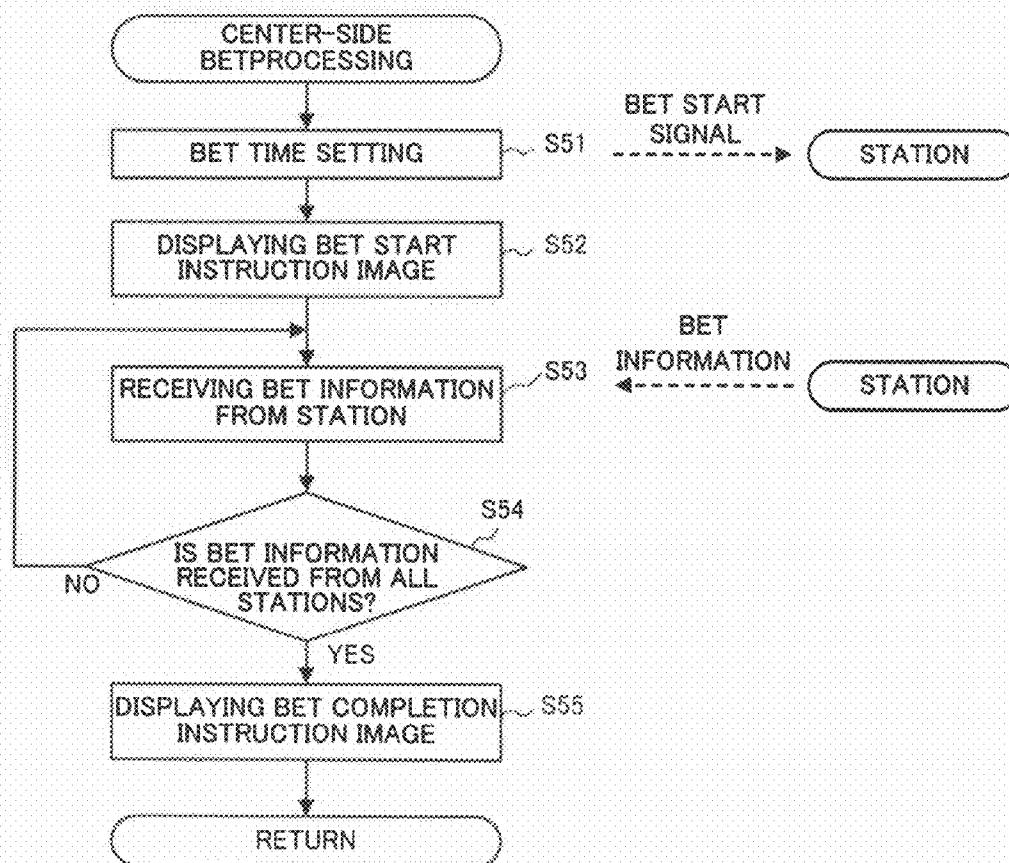 CENTER-SIDE
BETPROCESSING
BET TIME SETTING
S51
BET START
SIGNAL
STATION
DISPLAYING BET START
INSTRUCTION IMAGE
S52
RECEIVING BET INFORMATION
FROM STATION
S53
BET
INFORMATION
STATION
S54
IS BET INFORMATION
RECEIVED FROM ALL
STATIONS?
NO
YES
DISPLAYING BET COMPLETION
INSTRUCTION IMAGE
S55
RETURN